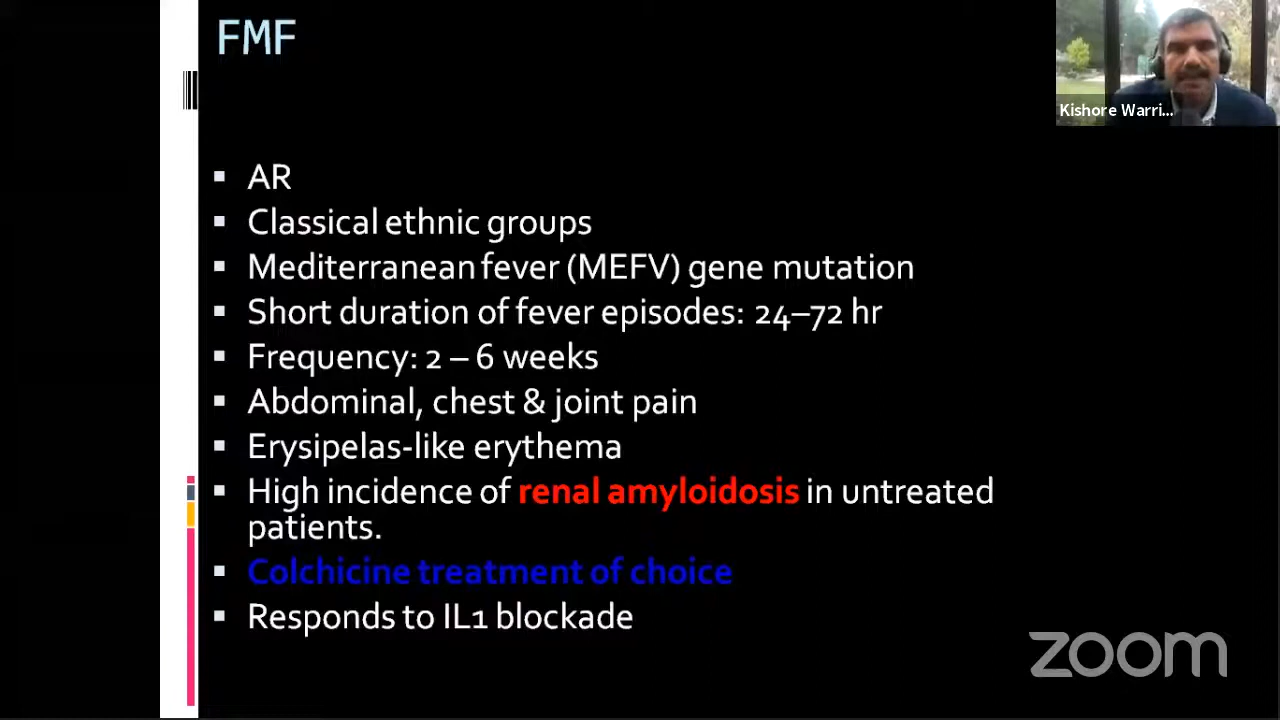 FMF
Kishore Warri...
▪ AR
▪ Classical ethnic groups
▪ Mediterranean fever (MEFV) gene mutation
▪ Short duration of fever episodes: 24–72 hr
▪ Frequency: 2 – 6 weeks
▪ Abdominal, chest & joint pain
▪ Erysipelas-like erythema
▪ High incidence of renal amyloidosis in untreated
patients.
▪ Colchicine treatment of choice
▪ Responds to IL1 blockade
zoom